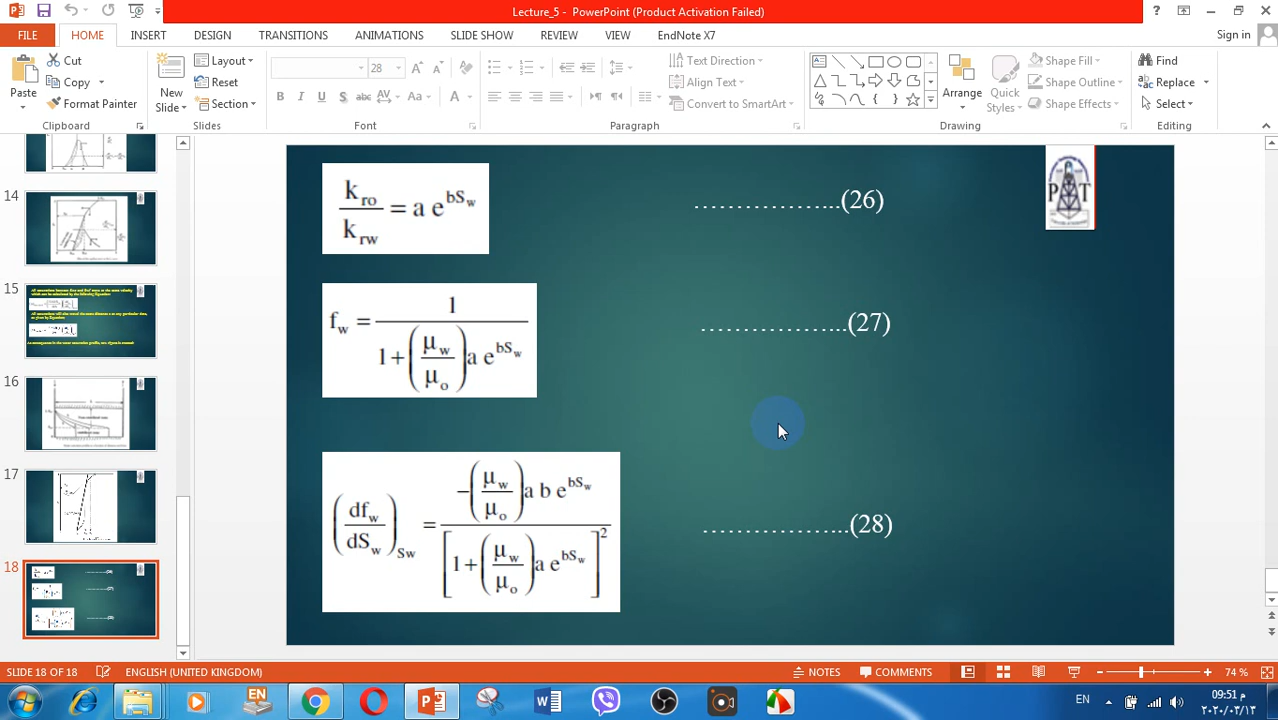 Lecture_5 - PowerPoint (Product Activation Failed)
FILE HOME INSERT DESIGN TRANSITIONS ANIMATIONS SLIDE SHOW REVIEW VIEW EndNote X7 Sign in
Paste
Cut
Copy
Format Painter
Clipboard
New Slide
Layout
Reset
Section
Slides
28
B I U S abc AV Aa A
Font
Text Direction
Align Text
Convert to SmartArt
Paragraph
Arrange
Quick Styles
Shape Fill
Shape Outline
Shape Effects
Drawing
Find
Replace
Select
Editing
14
15
16
17
18
k_ro / k_rw = a e^(bS_w) ……………...(26)
P T
f_w = 1 / (1+(μ_w/μ_o) a e^(bS_w)) ……………...(27)
(df_w/dS_w)_Sw = -(μ_w/μ_o) a b e^(bS_w) / [1+(μ_w/μ_o) a e^(bS_w)]^2 ……………...(28)
SLIDE 18 OF 18 ENGLISH (UNITED KINGDOM) NOTES COMMENTS 74 %
EN
EN
م 09:51
٢٠٢٠/٠٣/١٣